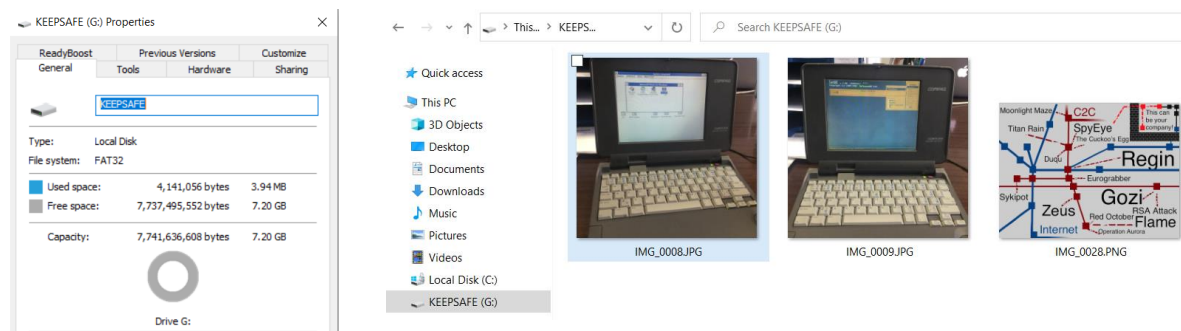 KEEPSAFE (G:) Properties
ReadyBoost Previous Versions Customize
General Tools Hardware Sharing
KEEPSAFE
Type: Local Disk
File system: FAT32
Used space: 4,141,056 bytes 3.94 MB
Free space: 7,737,495,552 bytes 7.20 GB
Capacity: 7,741,636,608 bytes 7.20 GB
Drive G:
This... KEEPS...
Search KEEPSAFE (G:)
Quick access
This PC
3D Objects
Desktop
Documents
Downloads
Music
Pictures
Videos
Local Disk (C:)
KEEPSAFE (G:)
COMPAQ
IMG_0008.JPG
COMPAQ
IMG_0009.JPG
Moonlight Maze
C2C
This can
be your
company!
Titan Rain
SpyEye
The Cuckoo's Egg
Duqu
Regin
Eurograbber
Sykipot
Gozi
Zeus
RSA Attack
Red October
Flame
Internet
Operation Aurora
IMG_0028.PNG